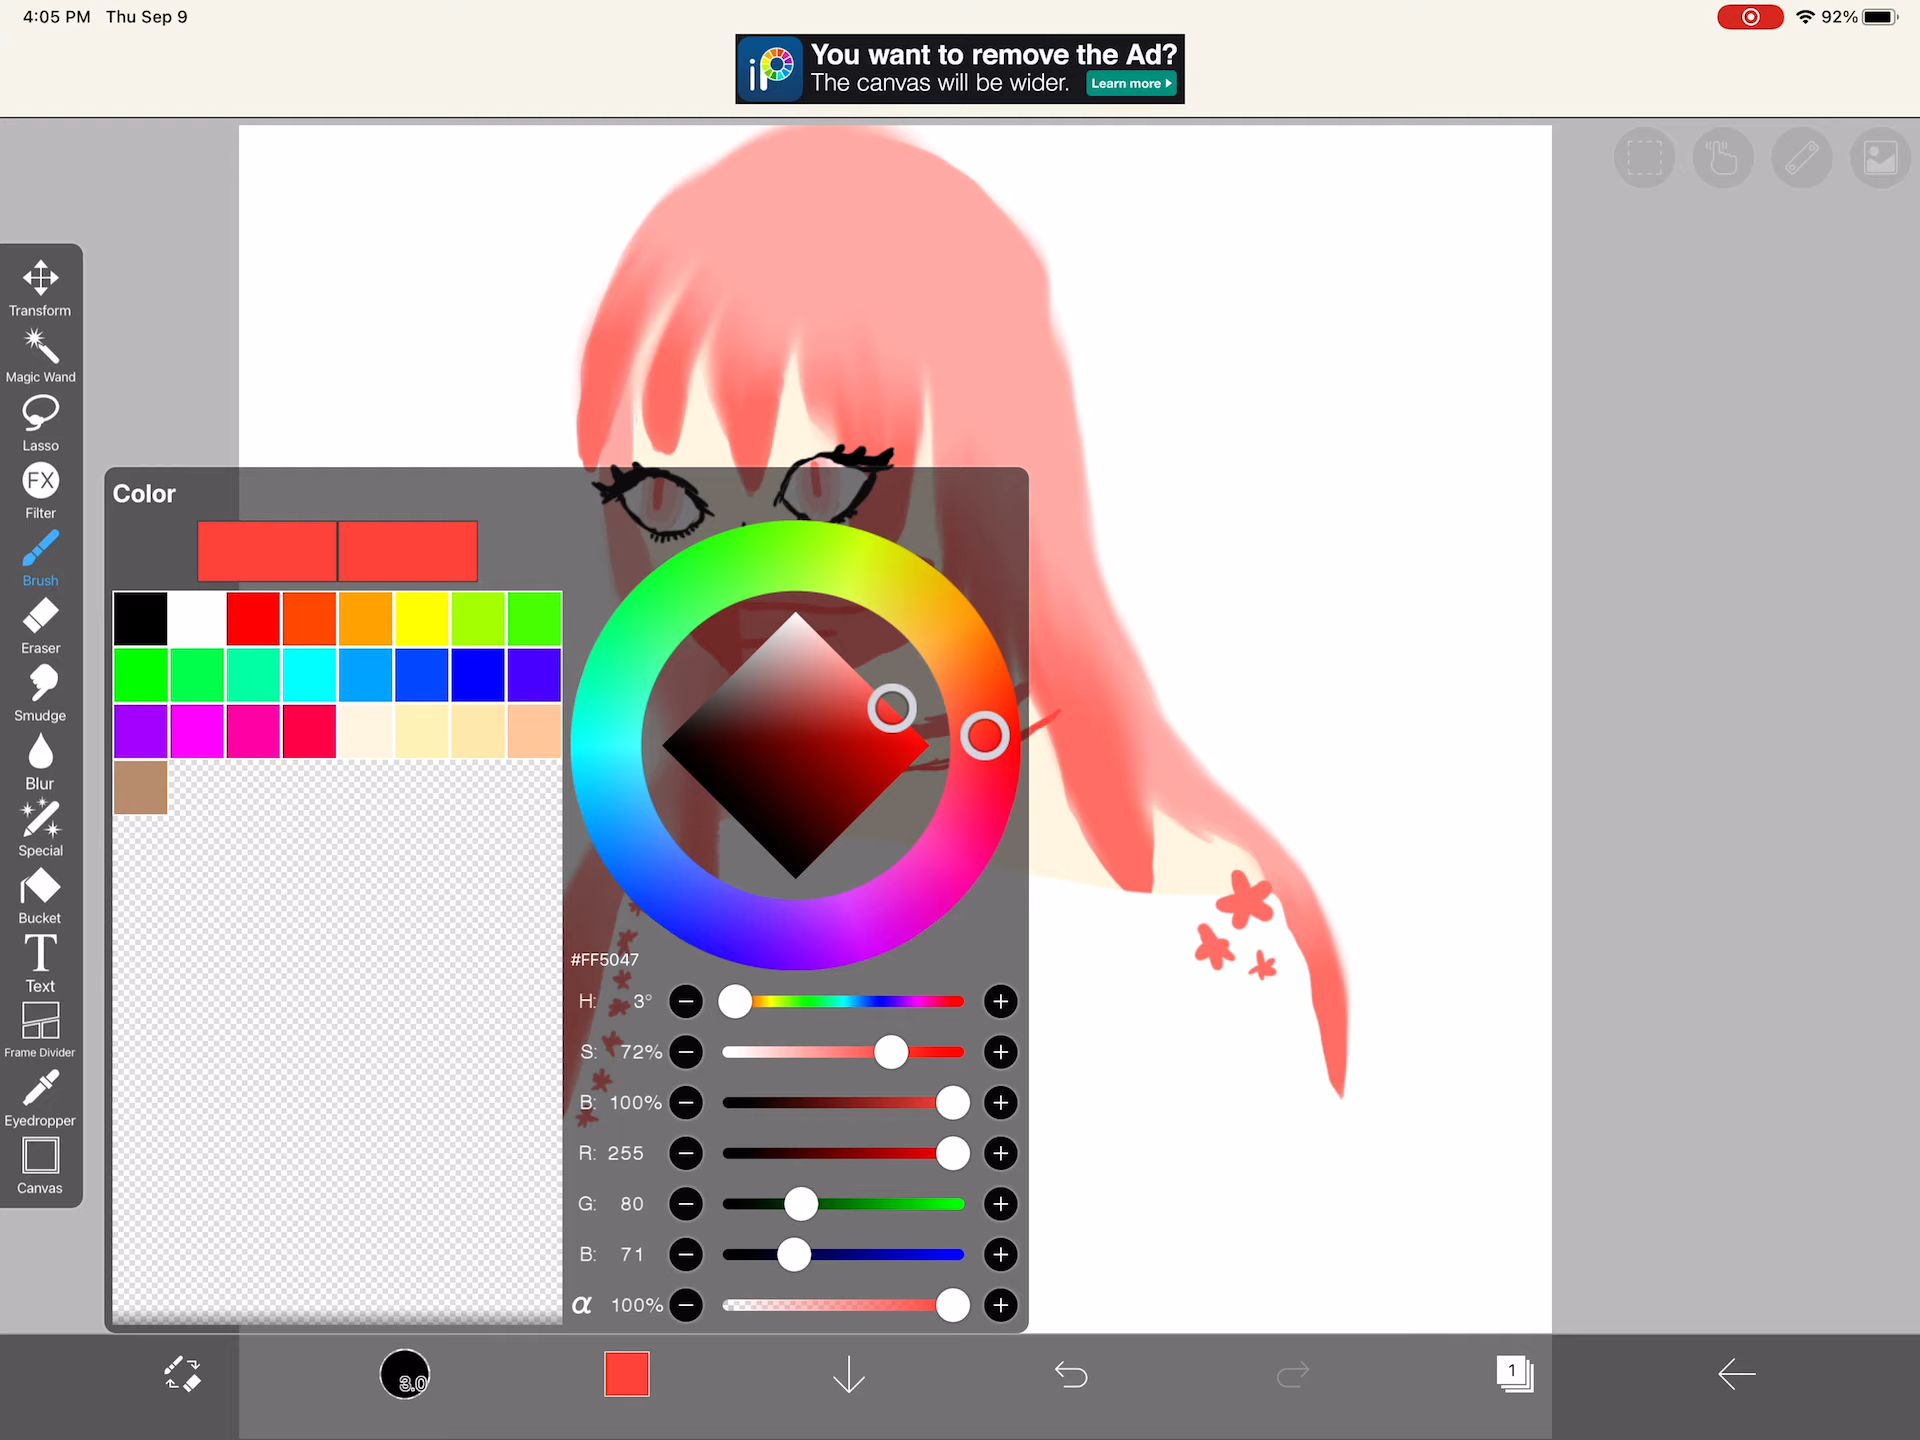 4:05 PM Thu Sep 9
92%
iP
You want to remove the Ad?
The canvas will be wider. Learn more
Transform
Magic Wand
Lasso
FX
Filter
Brush
Eraser
Smudge
Blur
Special
Bucket
T
Text
Frame Divider
Eyedropper
Canvas
Color
#FF5047
H: 3°
S: 72%
B: 100%
R: 255
G: 80
B: 71
α 100%
3.0
1